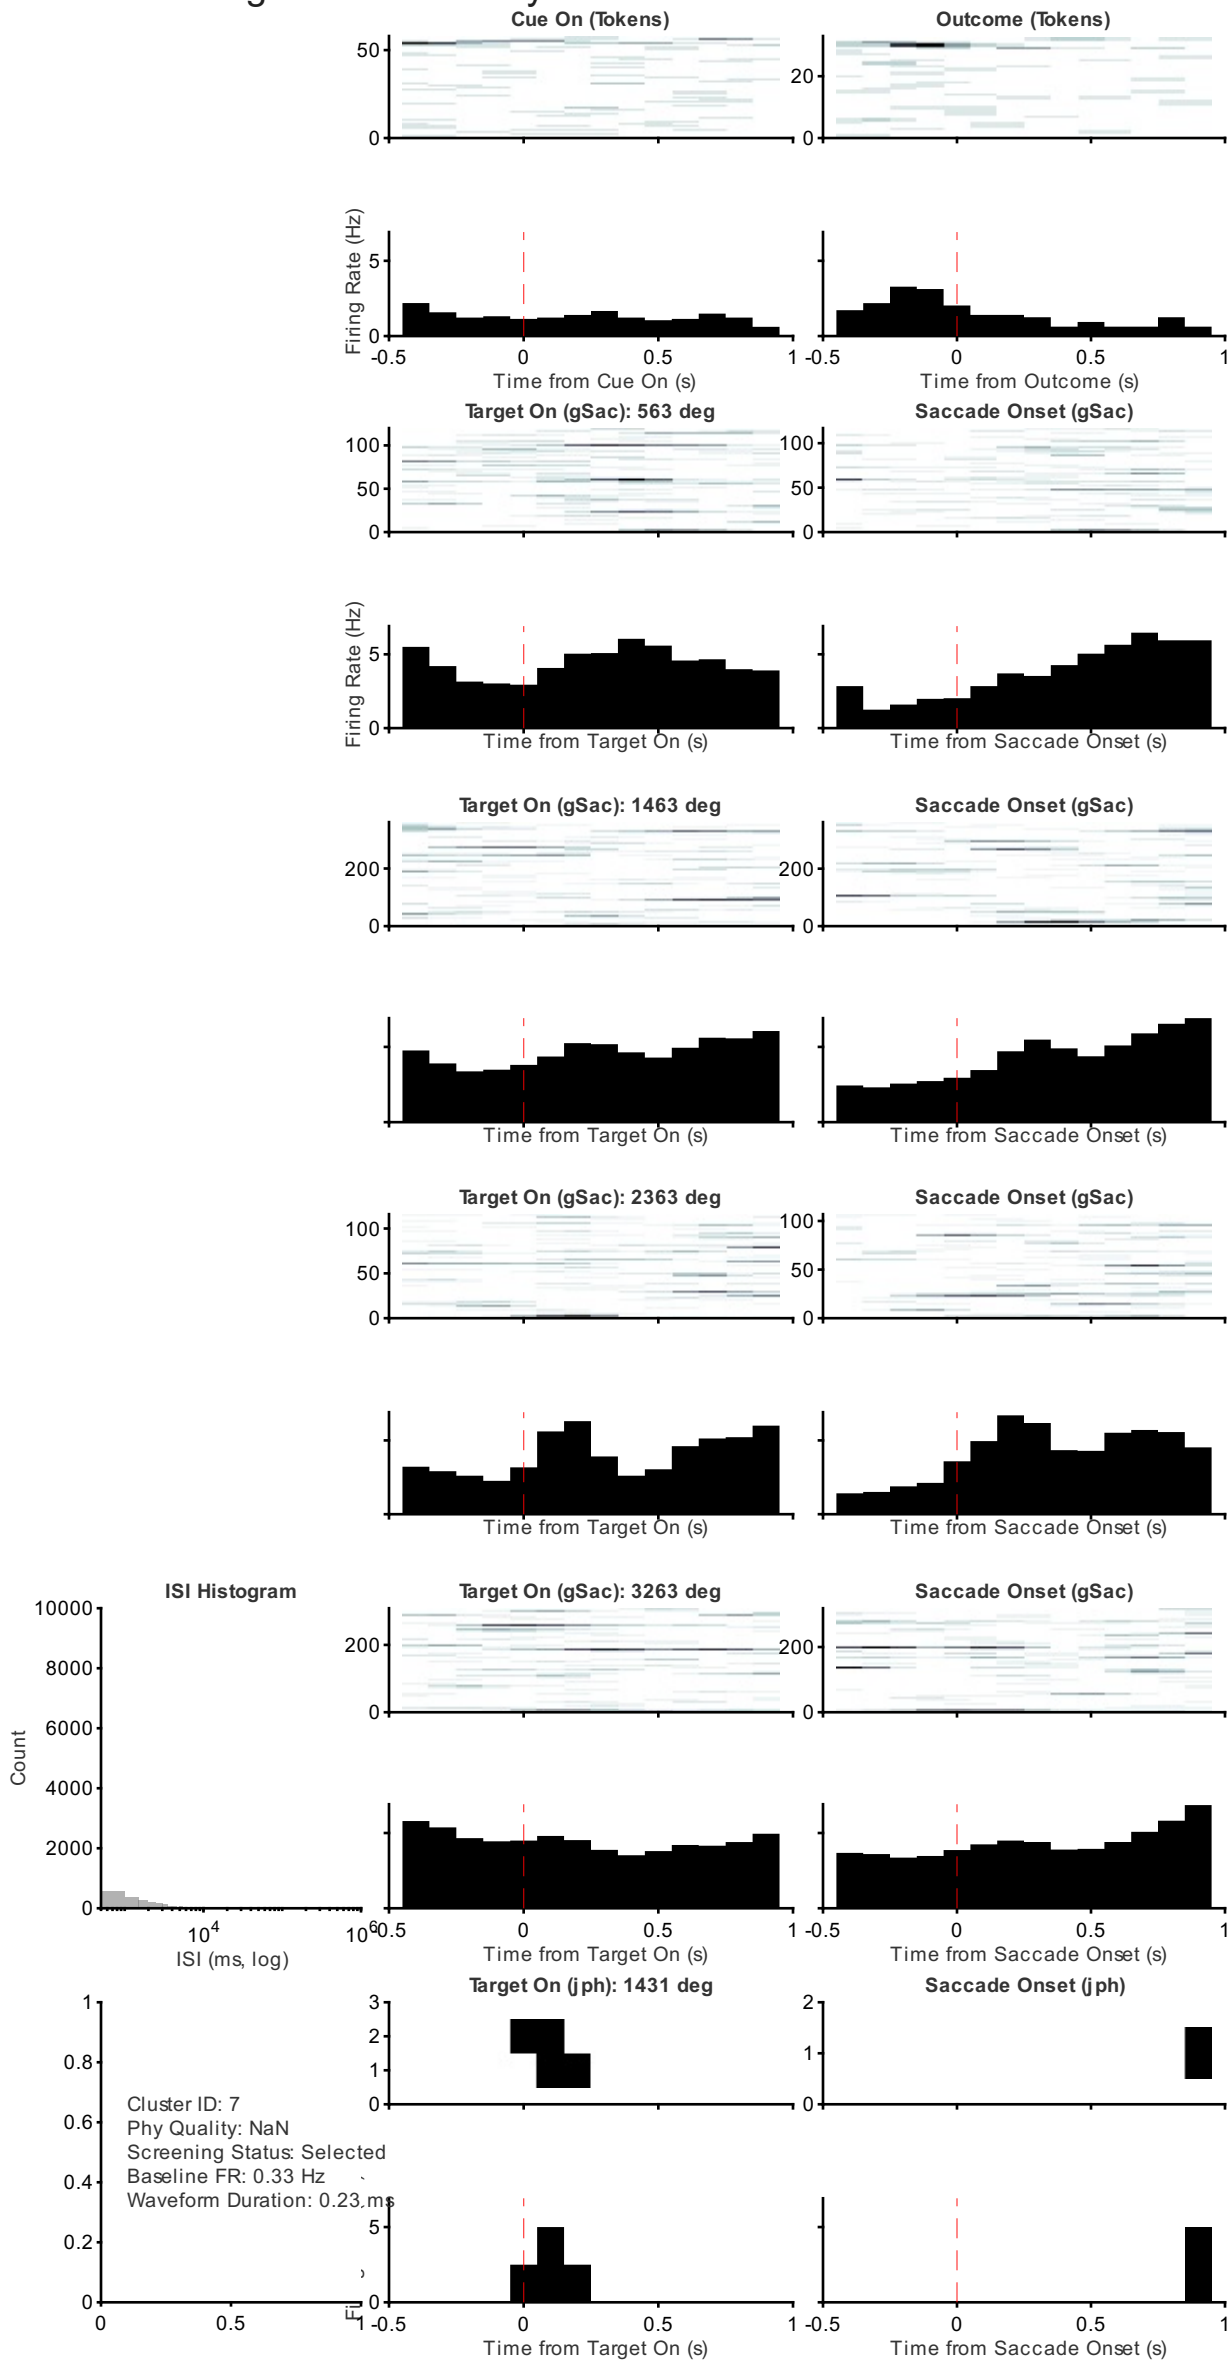 Cue On (Tokens)
Outcome (Tokens)
50
0
20
0
Firing Rate (Hz)
5
0
-0.5 0 0.5 1
Time from Cue On (s)
-0.5 0 0.5 1
Time from Outcome (s)
Target On (gSac): 563 deg
Saccade Onset (gSac)
100
50
0
100
50
0
Firing Rate (Hz)
5
0
Time from Target On (s)
Time from Saccade Onset (s)
Target On (gSac): 1463 deg
Saccade Onset (gSac)
200
0
200
0
Time from Target On (s)
Time from Saccade Onset (s)
Target On (gSac): 2363 deg
Saccade Onset (gSac)
100
50
0
100
50
0
Time from Target On (s)
Time from Saccade Onset (s)
ISI Histogram
10000
8000
6000
4000
2000
0
Count
10^4 10^6
ISI (ms, log)
Target On (gSac): 3263 deg
Saccade Onset (gSac)
200
0
200
0
-0.5 0 0.5 1
Time from Target On (s)
-0.5 0 0.5 1
Time from Saccade Onset (s)
1
0.8
0.6
0.4
0.2
0
0 0.5 1
Cluster ID: 7
Phy Quality: NaN
Screening Status: Selected
Baseline FR: 0.33 Hz
Waveform Duration: 0.23 ms
Target On (jph): 1431 deg
Saccade Onset (jph)
3
2
1
0
2
1
0
5
0
-0.5 0 0.5 1
Time from Target On (s)
-0.5 0 0.5 1
Time from Saccade Onset (s)